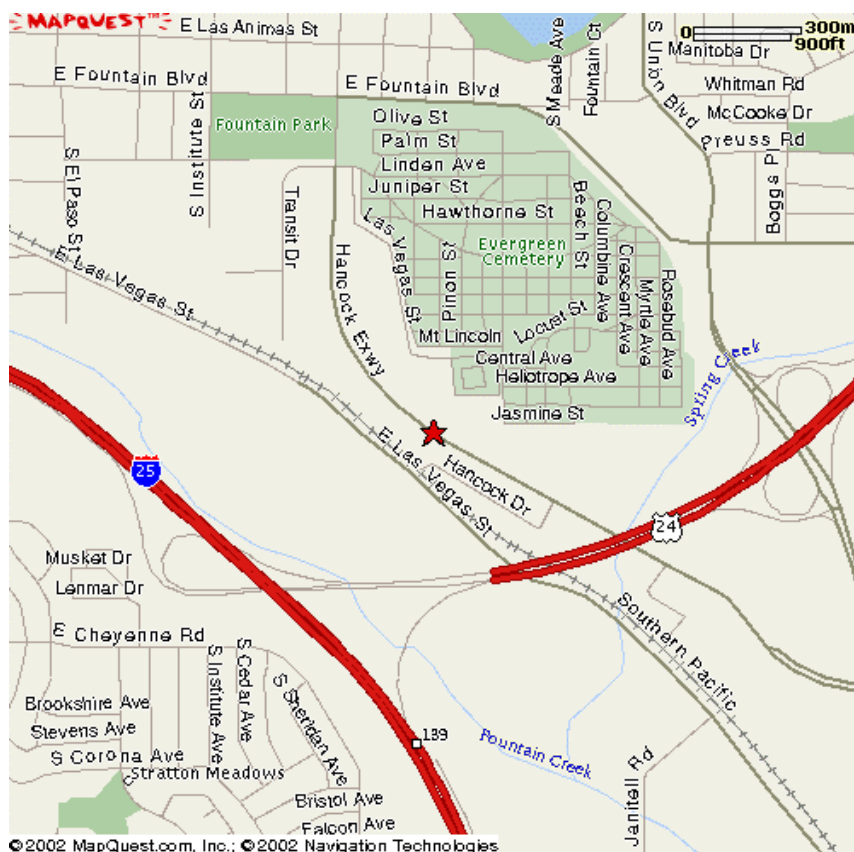 MAPQUEST™
E Las Animas St
300m
0
900ft
S Meade Ave
Fountain Ct
S Union Blvd
Manitoba Dr
E Fountain Blvd
E Fountain Blvd
Whitman Rd
McCooke Dr
Preuss Rd
Boggs Pl
Fountain Park
S Institute St
S El Paso St
Transit Dr
Olive St
Palm St
Linden Ave
Juniper St
Hawthorne St
Las Vegas St
Pinon St
Evergreen
Cemetery
Beech St
Columbine Ave
Crescent Ave
Myrtle Ave
Rosebud Ave
E Las Vegas St
Hancock Exwy
Mt Lincoln
Locust St
Central Ave
Heliotrope Ave
Jasmine St
Spring Creek
25
E Las Vegas St
Hancock Dr
24
Musket Dr
Lenmar Dr
E Cheyenne Rd
S Institute Ave
S Cedar Ave
S Sheridan Ave
Southern Pacific
Brookshire Ave
Stevens Ave
S Corona Ave
Stratton Meadows
139
Fountain Creek
Janitell Rd
Bristol Ave
Falcon Ave
©2002 MapQuest.com, Inc.; ©2002 Navigation Technologies